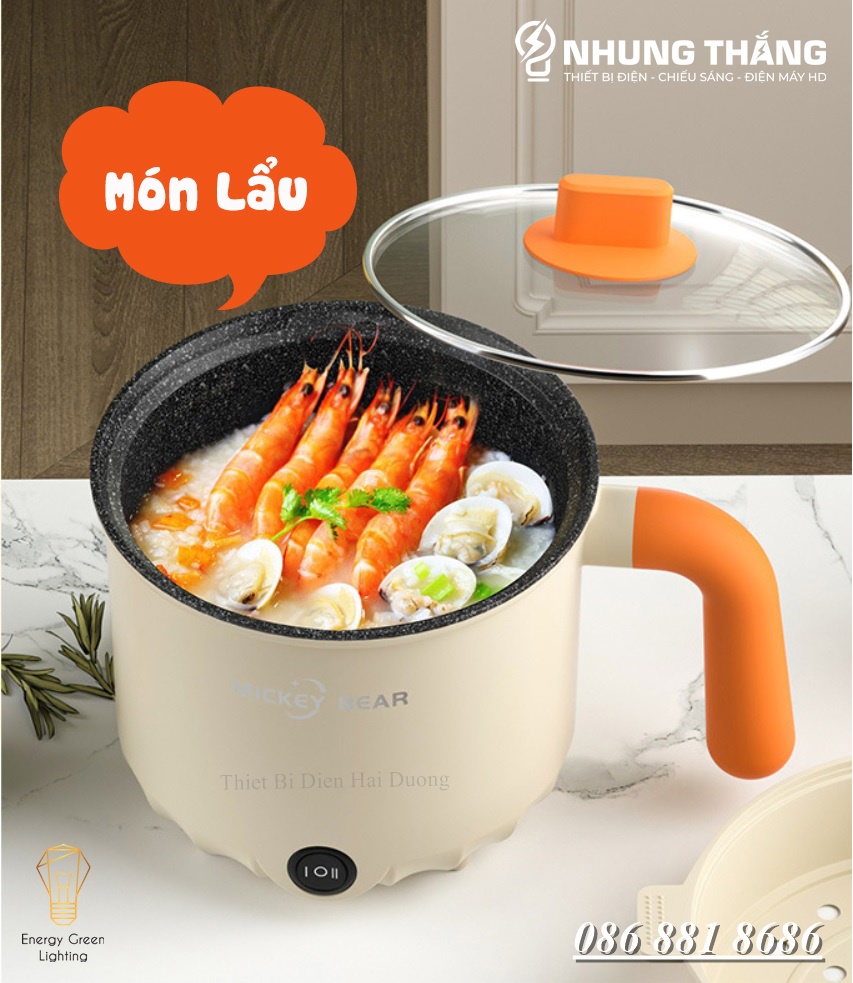 NHUNG THẮNG
THIẾT BỊ ĐIỆN - CHIẾU SÁNG - ĐIỆN MÁY HD
Món Lẩu
MICKEY BEAR
Thiet Bi Dien Hai Duong
I O II
Energy Green
Lighting
086 881 8686